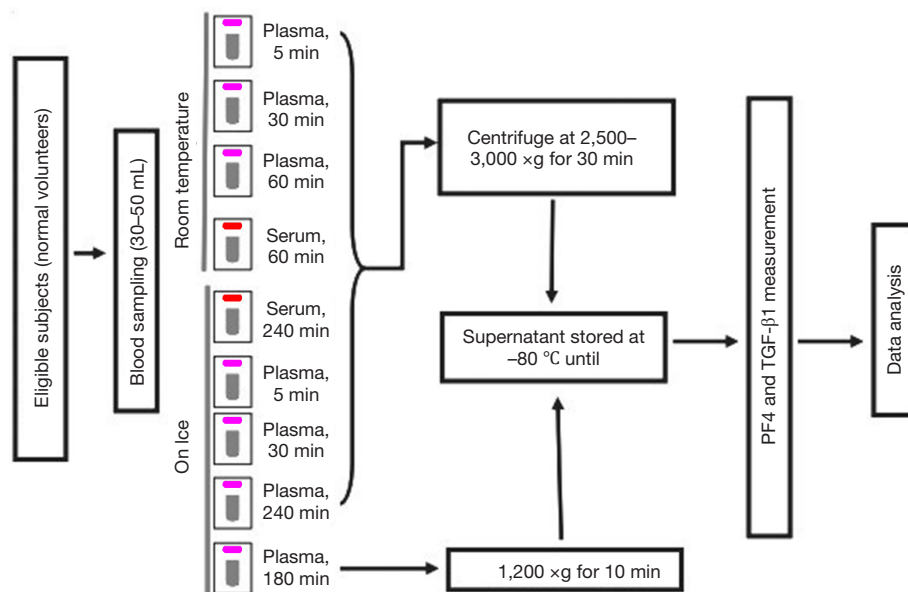 Eligible subjects (normal volunteers)
Blood sampling (30–50 mL)
Room temperature
Plasma,
5 min
Plasma,
30 min
Plasma,
60 min
Serum,
60 min
On Ice
Serum,
240 min
Plasma,
5 min
Plasma,
30 min
Plasma,
240 min
Plasma,
180 min
Centrifuge at 2,500–
3,000 ×g for 30 min
Supernatant stored at
–80 ℃ until
1,200 ×g for 10 min
PF4 and TGF-β1 measurement
Data analysis